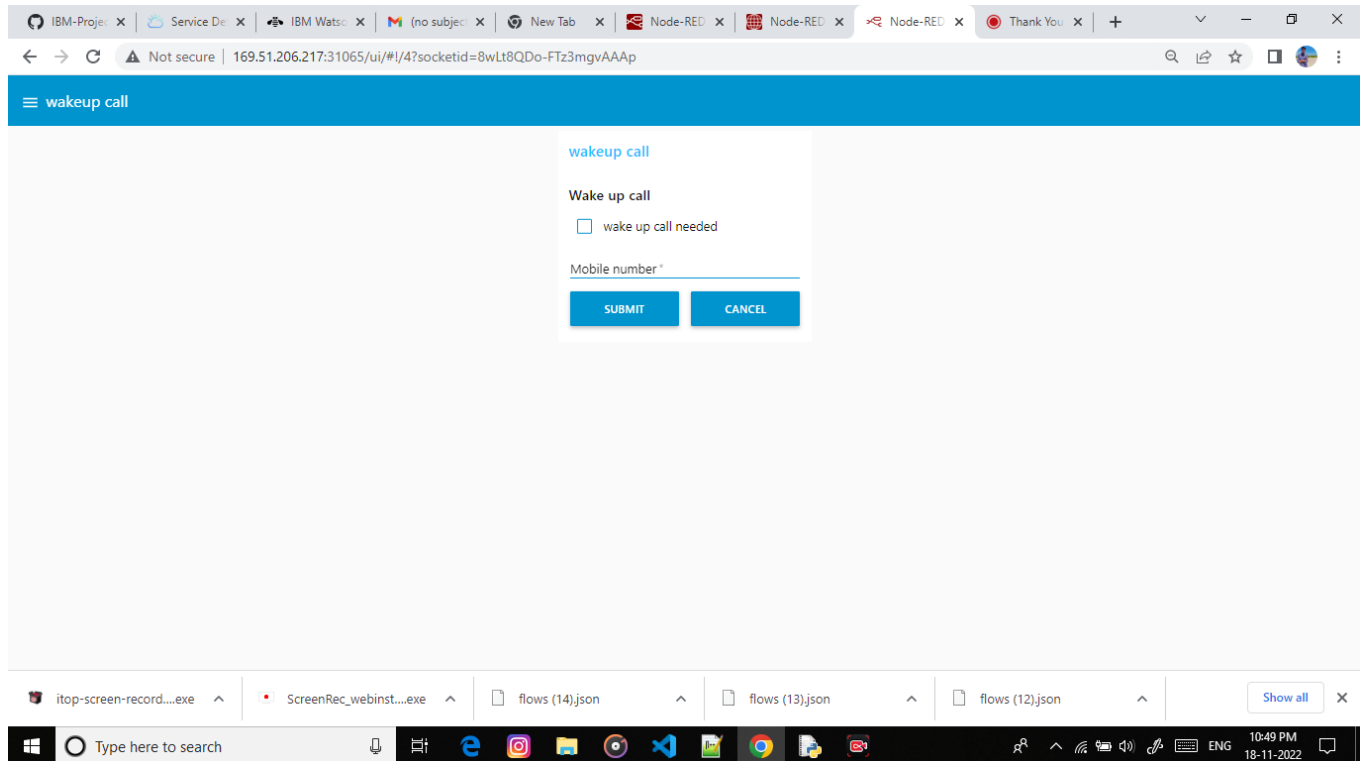 IBM-Projec
Service De
IBM Watso
(no subject
New Tab
Node-RED
Node-RED
Node-RED
Thank You
Not secure
169.51.206.217:31065/ui/#!/4?socketid=8wLt8QDo-FTz3mgvAAAp
wakeup call
wakeup call
Wake up call
wake up call needed
Mobile number *
SUBMIT CANCEL
itop-screen-record....exe
ScreenRec_webinst....exe
flows (14).json
flows (13).json
flows (12).json
Show all
Type here to search
ENG
10:49 PM
18-11-2022